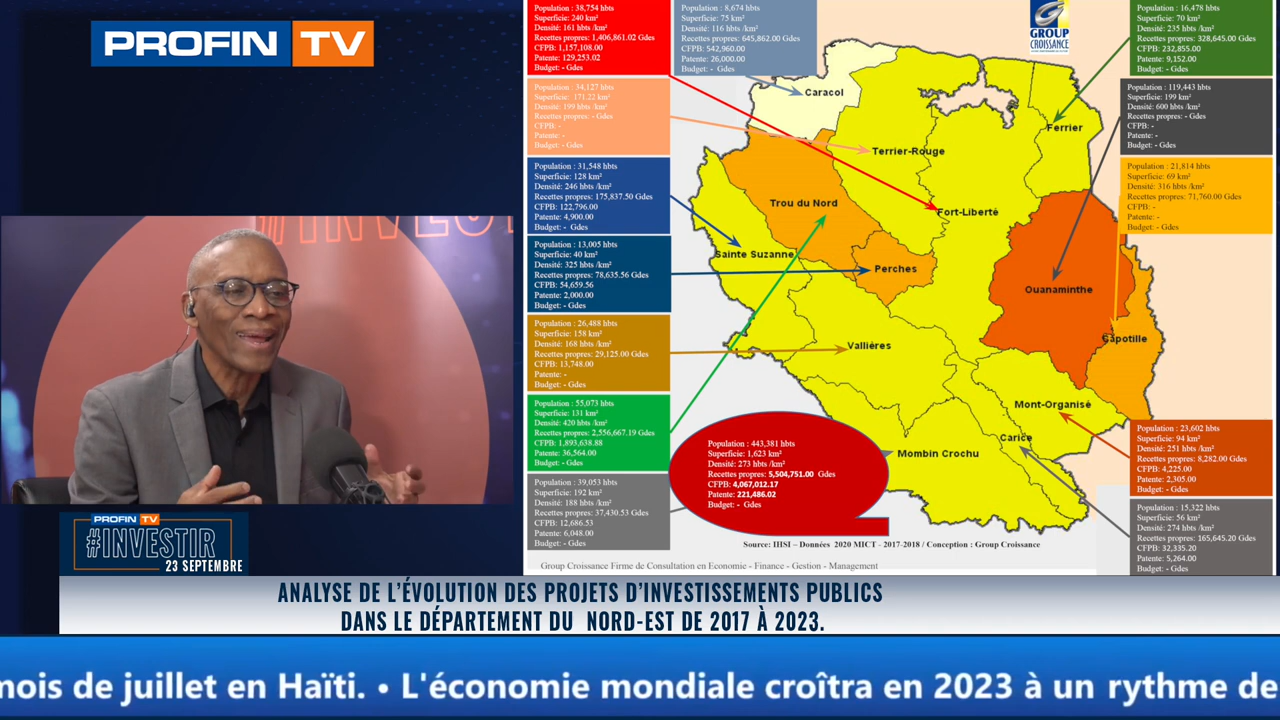 PROFIN TV
INVEST
Population : 38,754 hbts
Superficie: 240 km²
Densité: 161 hbts /km²
Recettes propres: 1,406,861.02 Gdes
CFPB: 1,157,108.00
Patente: 129,253.02
Budget: - Gdes
Population : 8,674 hbts
Superficie: 75 km²
Densité: 116 hbts /km²
Recettes propres: 645,862.00 Gdes
CFPB: 542,960.00
Patente: 26,000.00
Budget: - Gdes
GROUP
CROISSANCE
Population : 16,478 hbts
Superficie: 70 km²
Densité: 235 hbts /km²
Recettes propres: 328,645.00 Gdes
CFPB: 232,855.00
Patente: 9,152.00
Budget: - Gdes
Population : 34,127 hbts
Superficie: 171.22 km²
Densité: 199 hbts /km²
Recettes propres: - Gdes
CFPB: -
Patente: -
Budget: - Gdes
Population : 119,443 hbts
Superficie: 199 km²
Densité: 600 hbts /km²
Recettes propres: - Gdes
CFPB: -
Patente: -
Budget: - Gdes
Population : 31,548 hbts
Superficie: 128 km²
Densité: 246 hbts /km²
Recettes propres: 175,837.50 Gdes
CFPB: 122,796.00
Patente: 4,900.00
Budget: - Gdes
Population : 21,814 hbts
Superficie: 69 km²
Densité: 316 hbts /km²
Recettes propres: 71,760.00 Gdes
CFPB: -
Patente: -
Budget: - Gdes
Population : 13,005 hbts
Superficie: 40 km²
Densité: 325 hbts /km²
Recettes propres: 78,635.56 Gdes
CFPB: 54,659.56
Patente: 2,000.00
Budget: - Gdes
Population : 26,488 hbts
Superficie: 158 km²
Densité: 168 hbts /km²
Recettes propres: 29,125.00 Gdes
CFPB: 13,748.00
Patente: -
Budget: - Gdes
Population : 55,073 hbts
Superficie: 131 km²
Densité: 420 hbts /km²
Recettes propres: 2,556,667.19 Gdes
CFPB: 1,893,638.88
Patente: 36,564.00
Budget: - Gdes
Population : 39,053 hbts
Superficie: 192 km²
Densité: 188 hbts /km²
Recettes propres: 37,430.53 Gdes
CFPB: 12,686.53
Patente: 6,048.00
Budget: - Gdes
Caracol
Ferrier
Terrier-Rouge
Trou du Nord
Fort-Liberté
Sainte Suzanne
Perches
Ouanaminthe
Capotille
Vallières
Mont-Organisé
Carice
Mombin Crochu
Population : 443,381 hbts
Superficie: 1,623 km²
Densité: 273 hbts /km²
Recettes propres: 5,504,751.00 Gdes
CFPB: 4,067,012.17
Patente: 221,486.02
Budget: - Gdes
Population : 23,602 hbts
Superficie: 94 km²
Densité: 251 hbts /km²
Recettes propres: 8,282.00 Gdes
CFPB: 4,225.00
Patente: 2,305.00
Budget: - Gdes
Population : 15,322 hbts
Superficie: 56 km²
Densité: 274 hbts /km²
Recettes propres: 165,645.20 Gdes
CFPB: 32,335.20
Patente: 5,264.00
Budget: - Gdes
Source: IHSI – Données 2020 MICT - 2017-2018 / Conception : Group Croissance
Group Croissance Firme de Consultation en Economie - Finance - Gestion - Management
PROFIN TV
#INVESTIR
23 SEPTEMBRE
ANALYSE DE L'ÉVOLUTION DES PROJETS D'INVESTISSEMENTS PUBLICS
DANS LE DÉPARTEMENT DU NORD-EST DE 2017 À 2023.
mois de juillet en Haïti. • L'économie mondiale croîtra en 2023 à un rythme de